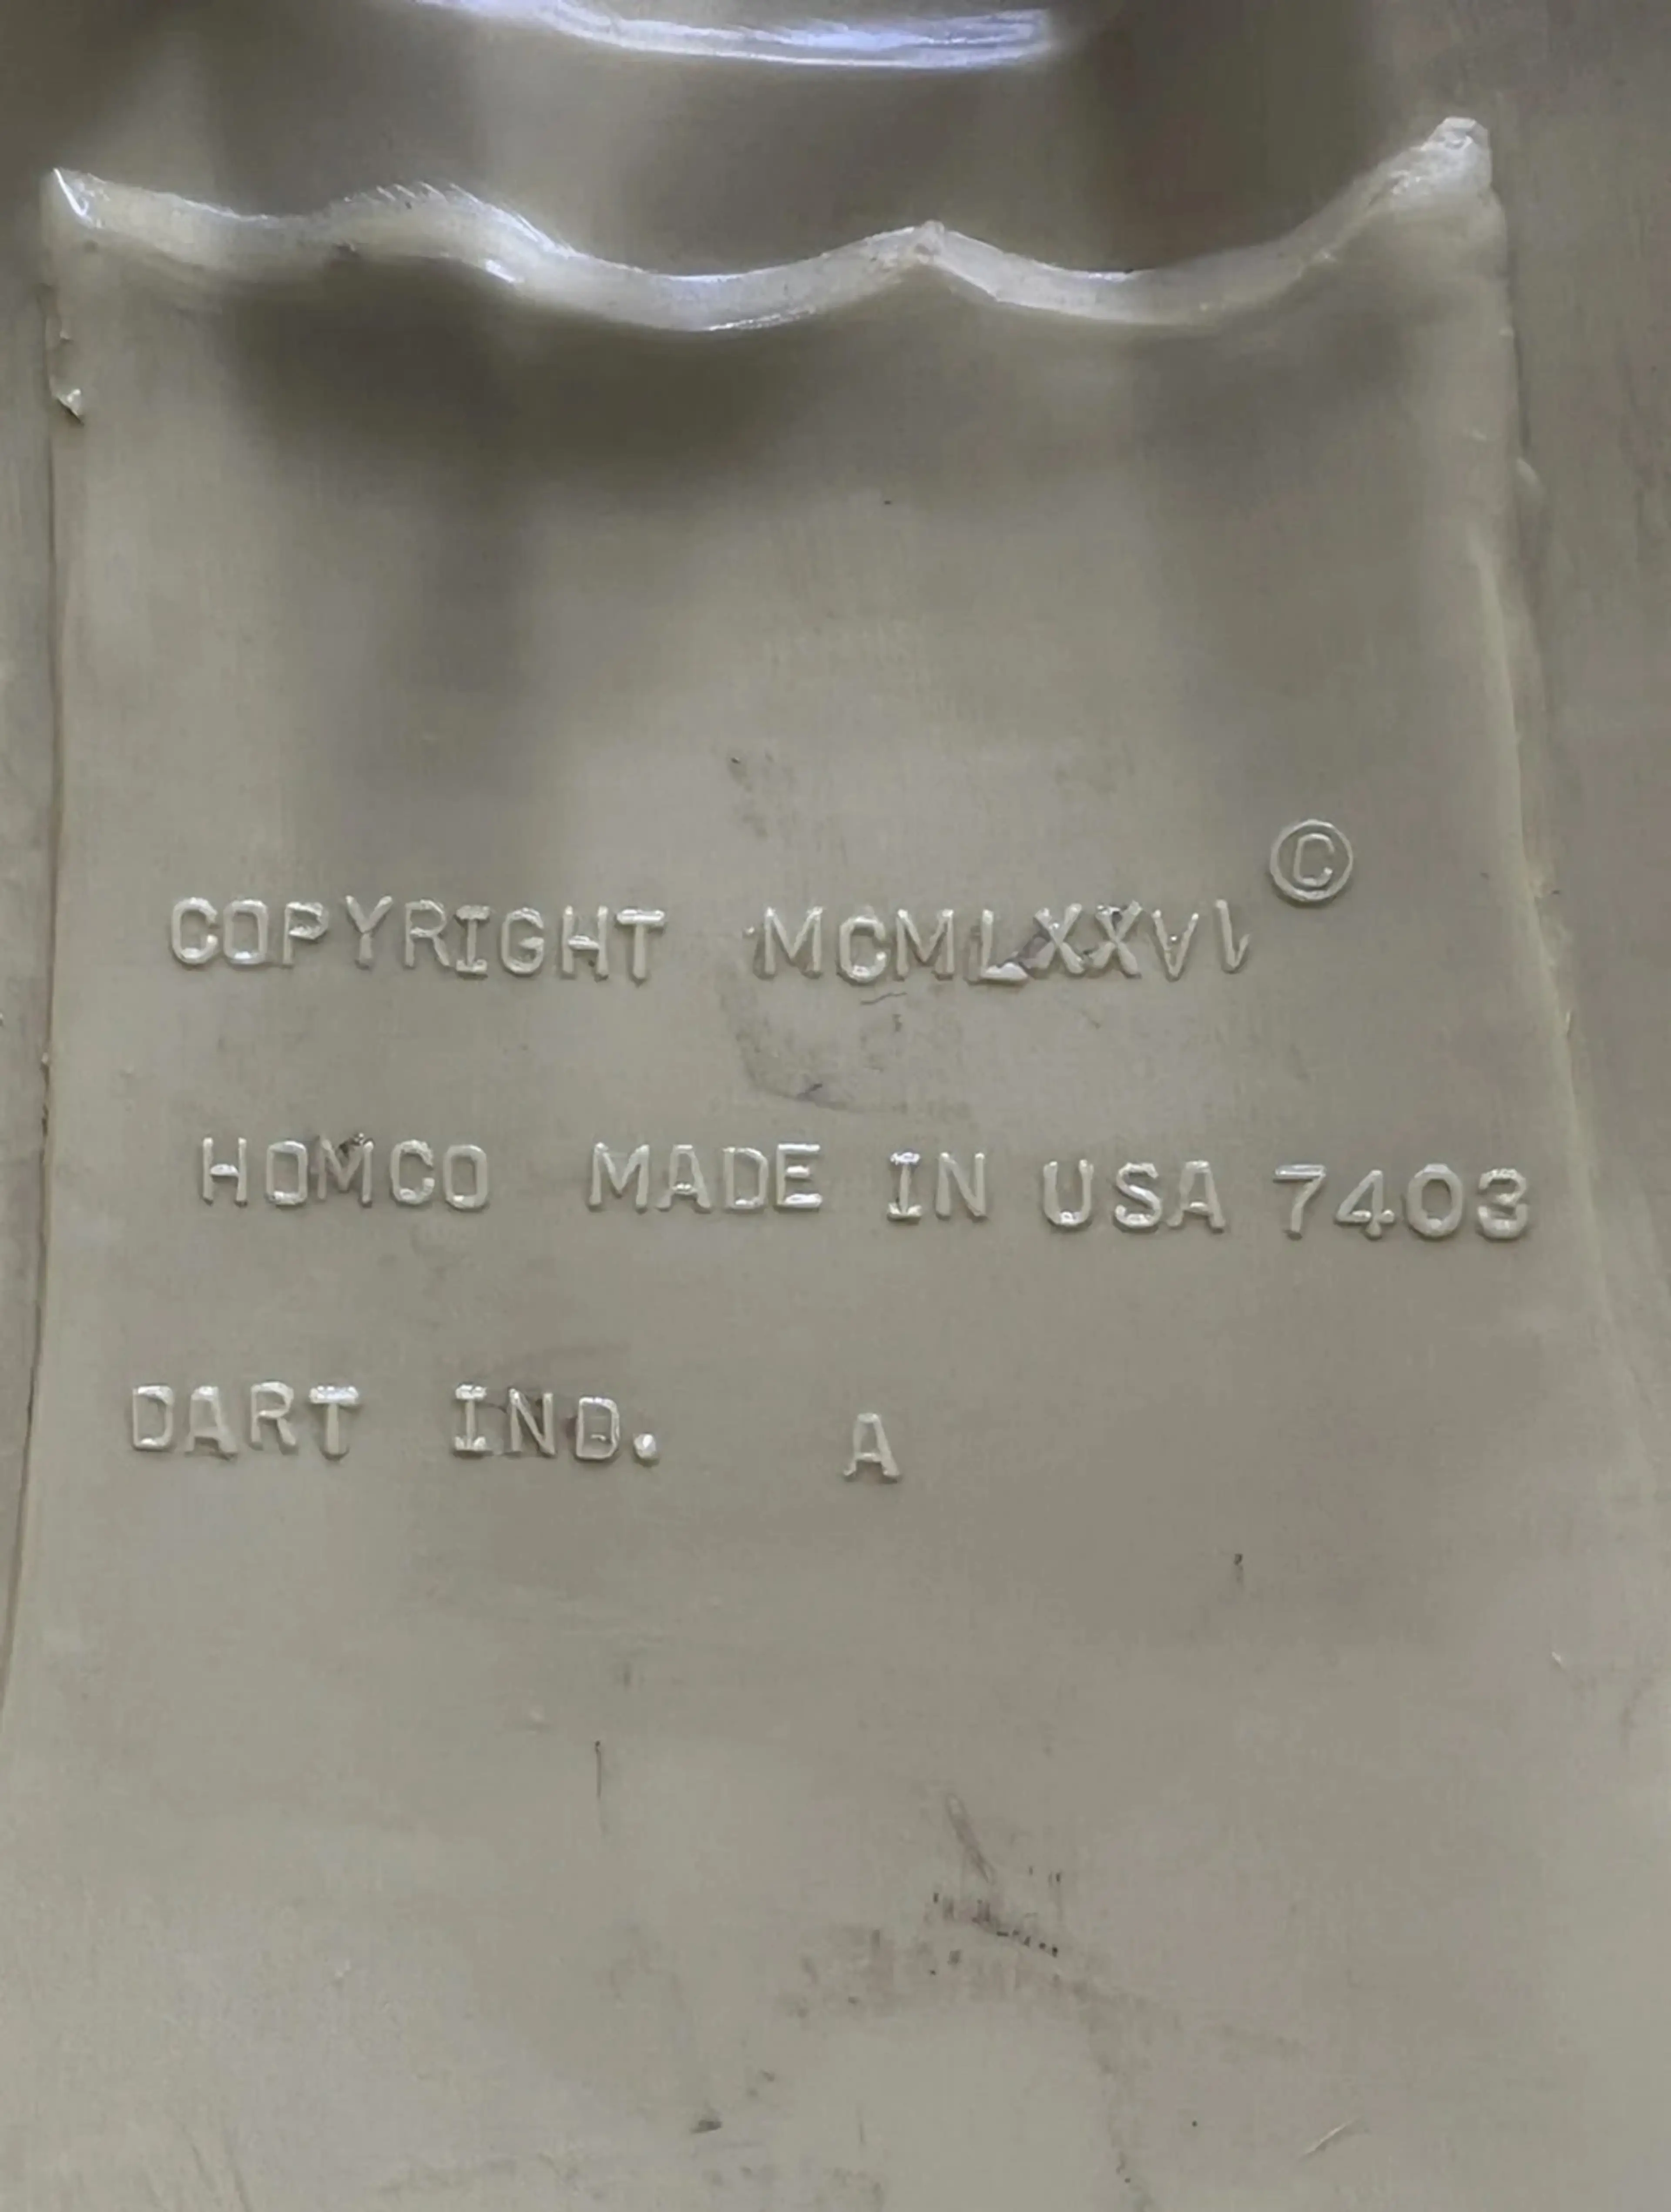 COPYRIGHT MCMLXXVI ©
HOMCO MADE IN USA 7403
DART IND. A